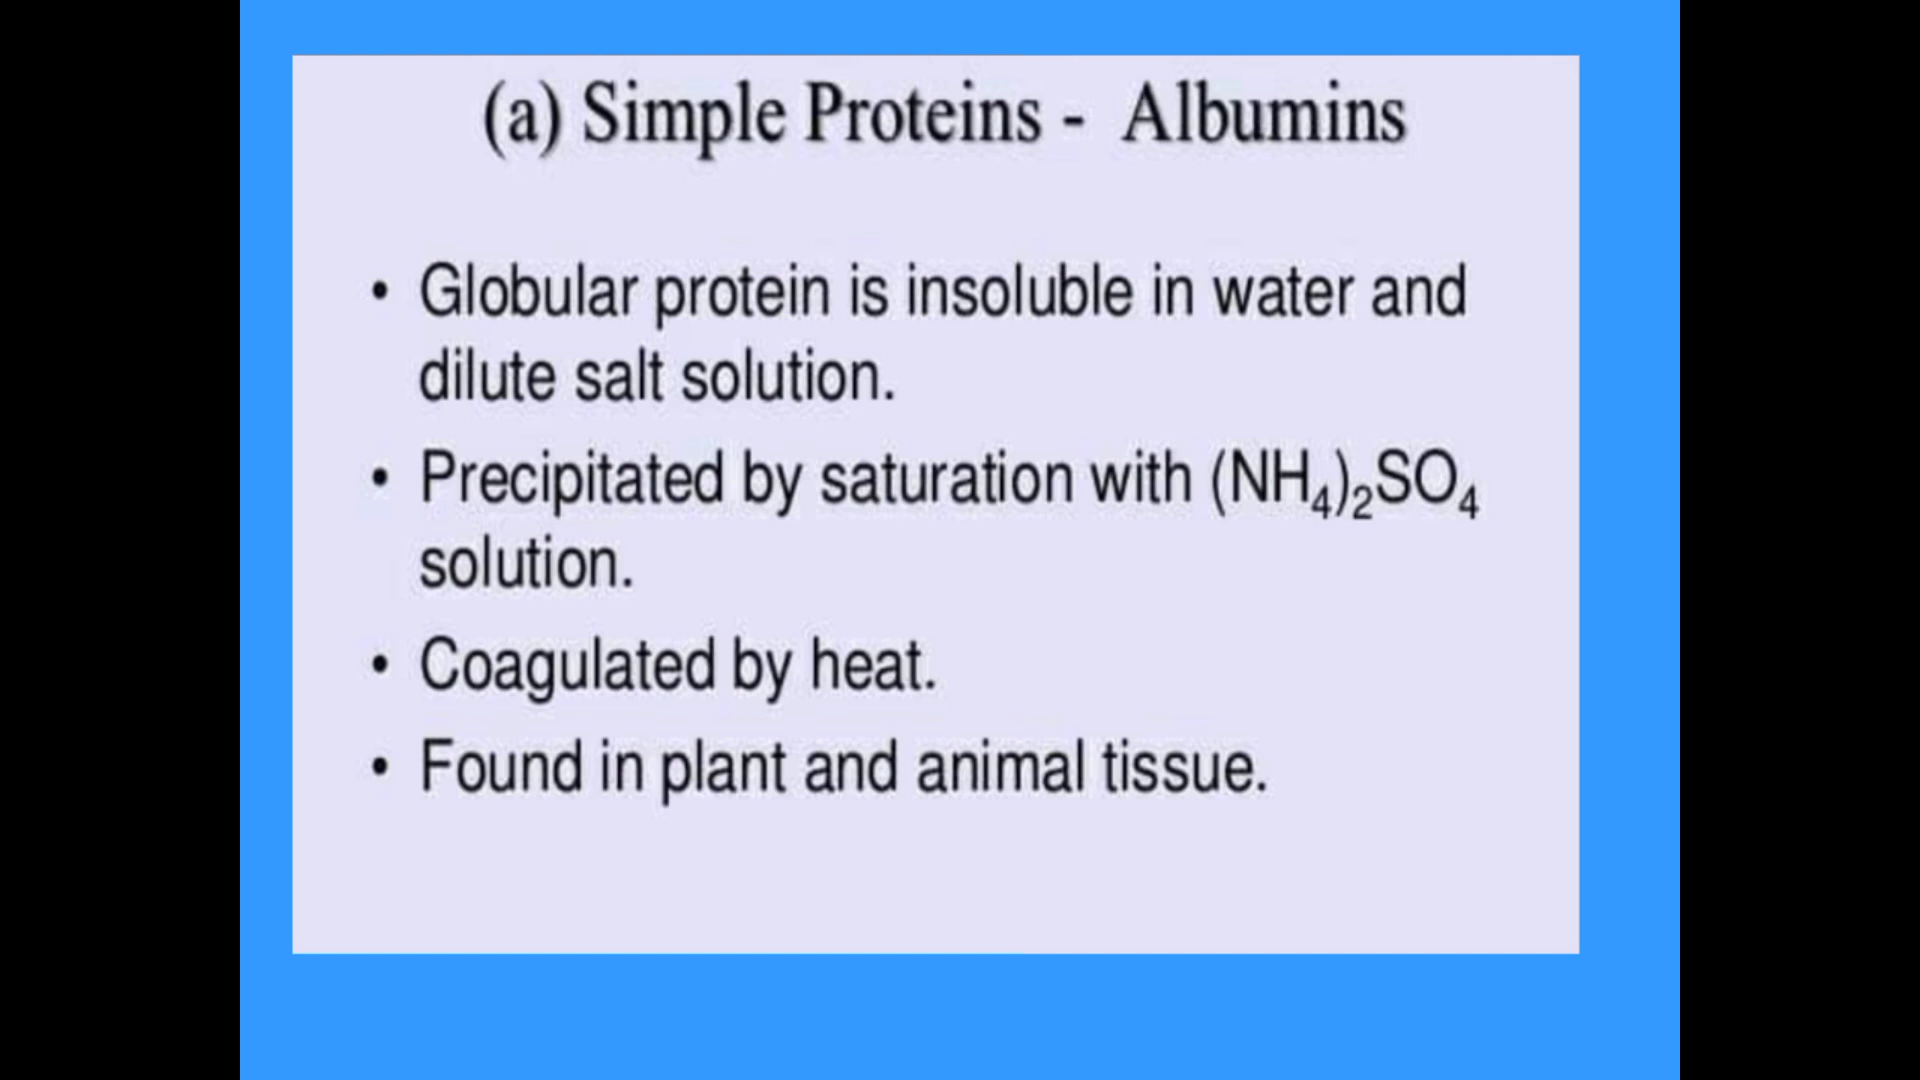 (a) Simple Proteins - Albumins
• Globular protein is insoluble in water and
dilute salt solution.
• Precipitated by saturation with (NH₄)₂SO₄
solution.
• Coagulated by heat.
• Found in plant and animal tissue.